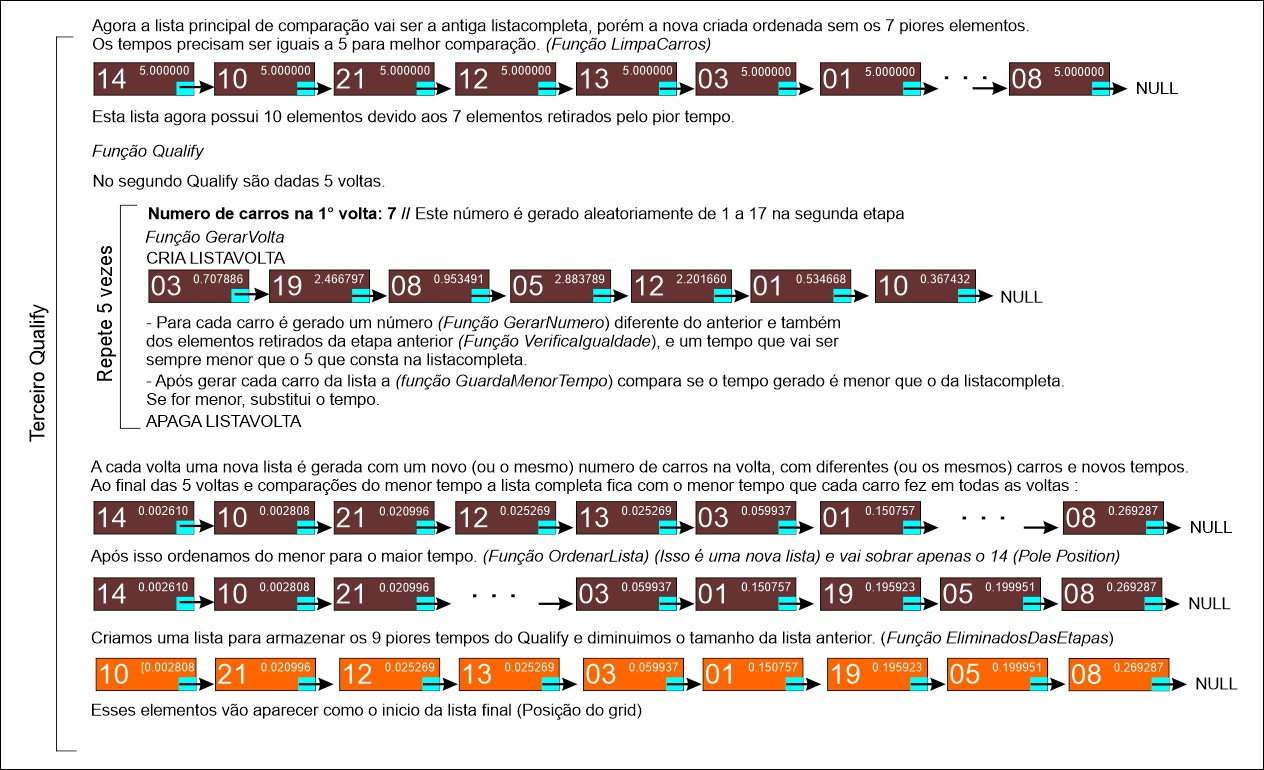 Agora a lista principal de comparação vai ser a antiga listacompleta, porém a nova criada ordenada sem os 7 piores elementos.
Os tempos precisam ser iguais a 5 para melhor comparação. (Função LimpaCarros)
14 5.000000 10 5.000000 21 5.000000 12 5.000000 13 5.000000 03 5.000000 01 5.000000 . . . 08 5.000000 NULL
Esta lista agora possui 10 elementos devido aos 7 elementos retirados pelo pior tempo.
Função Qualify
No segundo Qualify são dadas 5 voltas.
Terceiro Qualify
Repete 5 vezes
Numero de carros na 1° volta: 7 // Este número é gerado aleatoriamente de 1 a 17 na segunda etapa
Função GerarVolta
CRIA LISTAVOLTA
03 0.707886 19 2.466797 08 0.953491 05 2.883789 12 2.201660 01 0.534668 10 0.367432 NULL
- Para cada carro é gerado um número (Função GerarNumero) diferente do anterior e também
dos elementos retirados da etapa anterior (Função VerificaIgualdade), e um tempo que vai ser
sempre menor que o 5 que consta na listacompleta.
- Após gerar cada carro da lista a (função GuardaMenorTempo) compara se o tempo gerado é menor que o da listacompleta.
Se for menor, substitui o tempo.
APAGA LISTAVOLTA
A cada volta uma nova lista é gerada com um novo (ou o mesmo) numero de carros na volta, com diferentes (ou os mesmos) carros e novos tempos.
Ao final das 5 voltas e comparações do menor tempo a lista completa fica com o menor tempo que cada carro fez em todas as voltas :
14 0.002610 10 0.002808 21 0.020996 12 0.025269 13 0.025269 03 0.059937 01 0.150757 . . . 08 0.269287 NULL
Após isso ordenamos do menor para o maior tempo. (Função OrdenarLista) (Isso é uma nova lista) e vai sobrar apenas o 14 (Pole Position)
14 0.002610 10 0.002808 21 0.020996 . . . 03 0.059937 01 0.150757 19 0.195923 05 0.199951 08 0.269287 NULL
Criamos uma lista para armazenar os 9 piores tempos do Qualify e diminuimos o tamanho da lista anterior. (Função EliminadosDasEtapas)
10 [0.002808 21 0.020996 12 0.025269 13 0.025269 03 0.059937 01 0.150757 19 0.195923 05 0.199951 08 0.269287 NULL
Esses elementos vão aparecer como o inicio da lista final (Posição do grid)